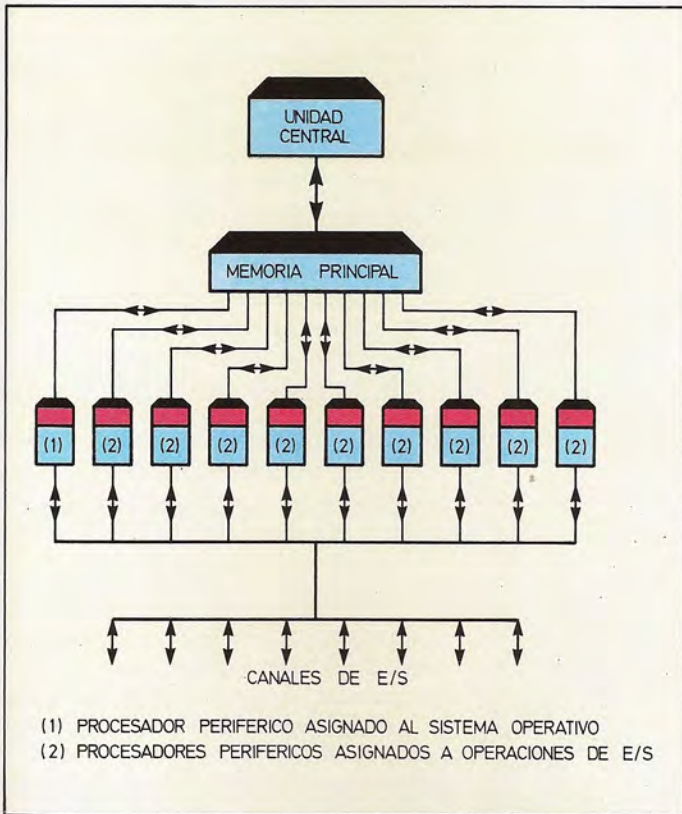 UNIDAD
CENTRAL
MEMORIA PRINCIPAL
(1) (2) (2) (2) (2) (2) (2) (2) (2) (2)
CANALES DE E/S
(1) PROCESADOR PERIFERICO ASIGNADO AL SISTEMA OPERATIVO
(2) PROCESADORES PERIFERICOS ASIGNADOS A OPERACIONES DE E/S